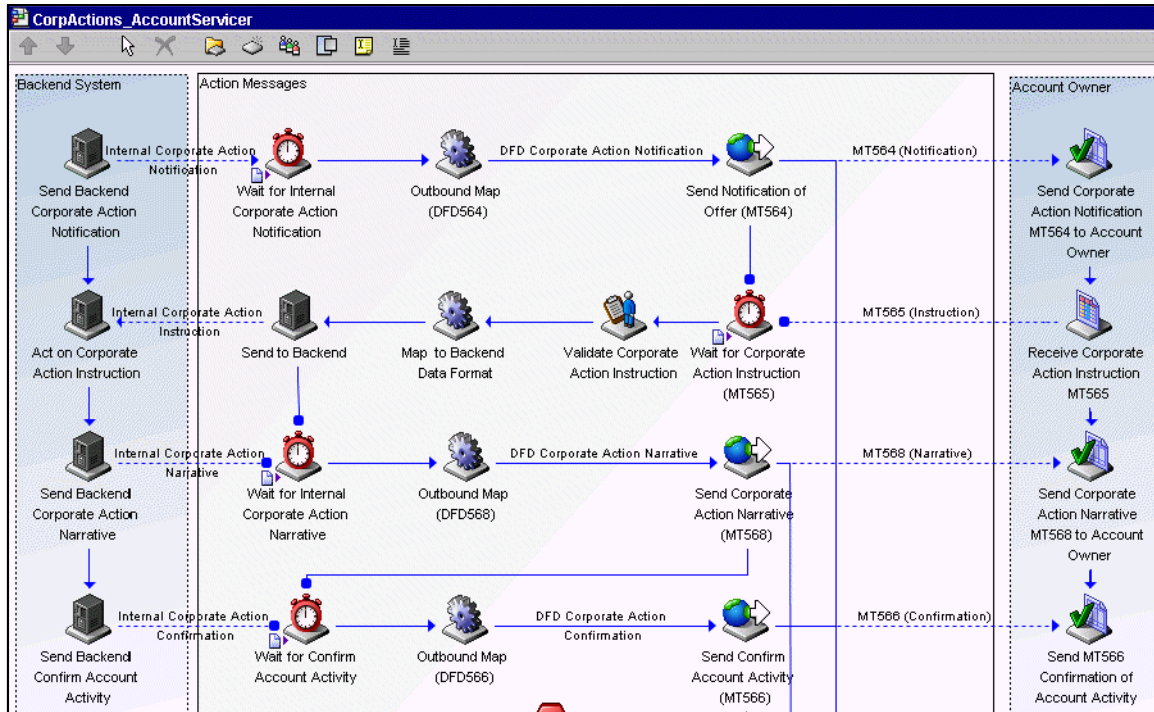 CorpActions_AccountServicer
Backend System
Action Messages
Account Owner
Internal Corporate Action
Notification
DFD Corporate Action Notification
MT564 (Notification)
Send Backend
Corporate Action
Notification
Wait for Internal
Corporate Action
Notification
Outbound Map
(DFD564)
Send Notification of
Offer (MT564)
Send Corporate
Action Notification
MT564 to Account
Owner
Internal Corporate Action
Instruction
MT565 (Instruction)
Act on Corporate
Action Instruction
Send to Backend
Map to Backend
Data Format
Validate Corporate
Action Instruction
Wait for Corporate
Action Instruction
(MT565)
Receive Corporate
Action Instruction
MT565
Internal Corporate Action
Narrative
DFD Corporate Action Narrative
MT568 (Narrative)
Send Backend
Corporate Action
Narrative
Wait for Internal
Corporate Action
Narrative
Outbound Map
(DFD568)
Send Corporate
Action Narrative
(MT568)
Send Corporate
Action Narrative
MT568 to Account
Owner
Internal Corporate Action
Confirmation
DFD Corporate Action
Confirmation
MT566 (Confirmation)
Send Backend
Confirm Account
Activity
Wait for Confirm
Account Activity
Outbound Map
(DFD566)
Send Confirm
Account Activity
(MT566)
Send MT566
Confirmation of
Account Activity